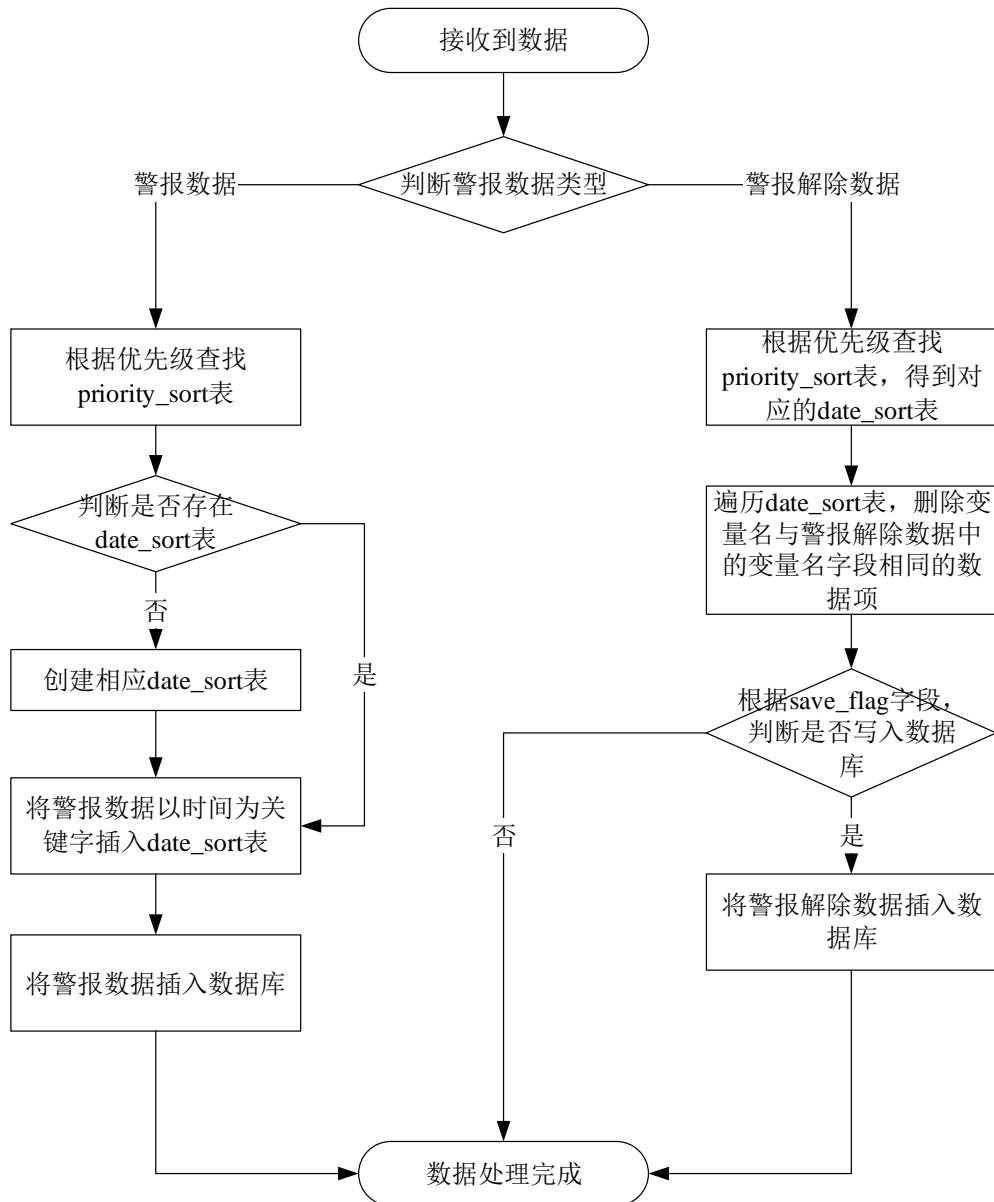 接收到数据
判断警报数据类型
警报数据
警报解除数据
根据优先级查找
priority_sort表
根据优先级查找
priority_sort表，得到对
应的date_sort表
判断是否存在
date_sort表
遍历date_sort表，删除变
量名与警报解除数据中
的变量名字段相同的数
据项
否
是
创建相应date_sort表
根据save_flag字段，
判断是否写入数据
库
将警报数据以时间为关
键字插入date_sort表
否
是
将警报解除数据插入数
据库
将警报数据插入数据库
数据处理完成